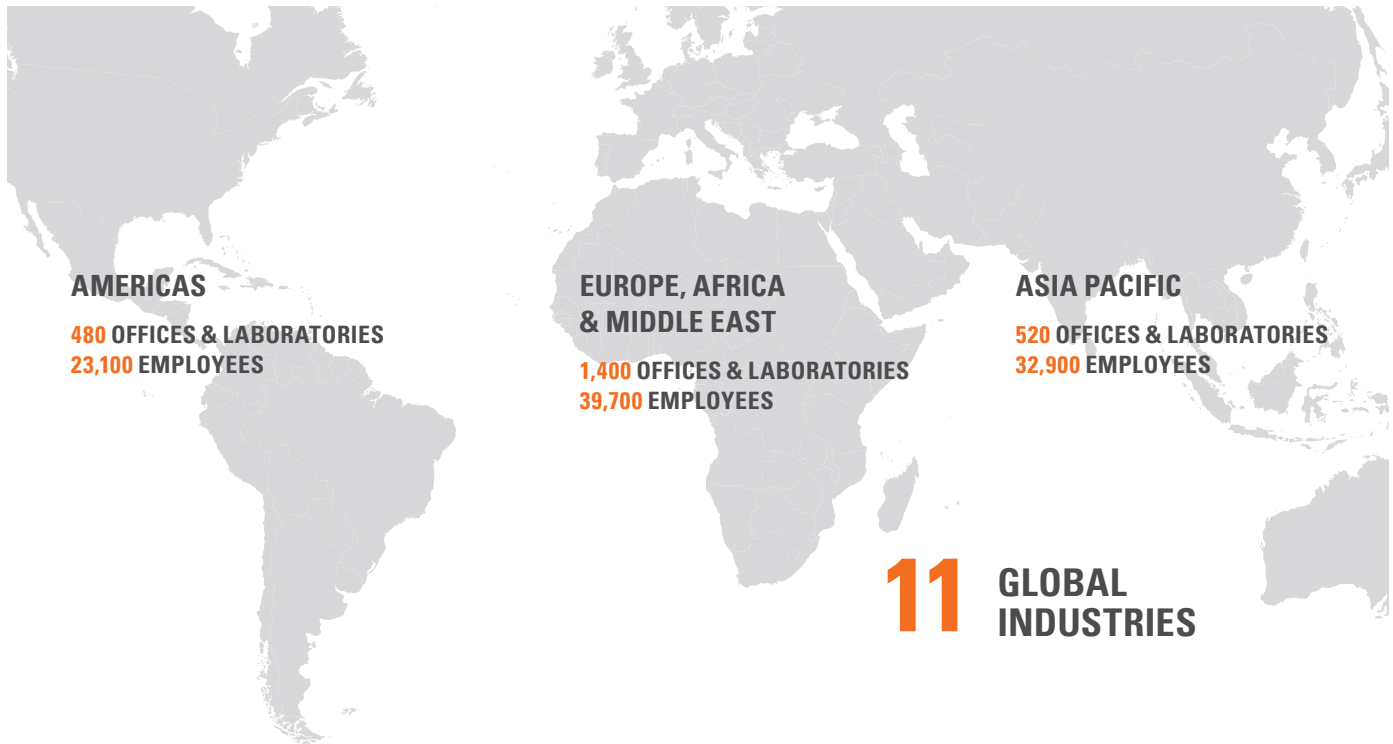 AMERICAS
480 OFFICES & LABORATORIES
23,100 EMPLOYEES
EUROPE, AFRICA
& MIDDLE EAST
1,400 OFFICES & LABORATORIES
39,700 EMPLOYEES
ASIA PACIFIC
520 OFFICES & LABORATORIES
32,900 EMPLOYEES
11 GLOBAL
INDUSTRIES